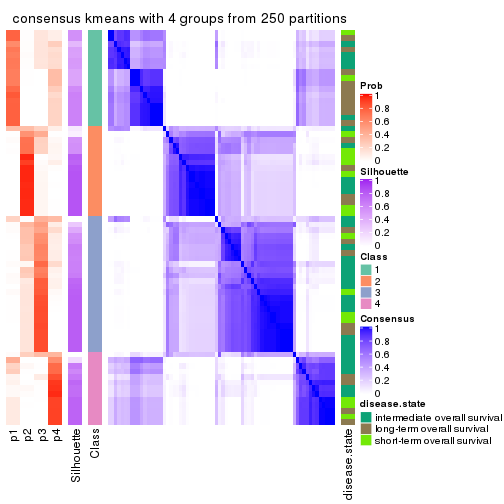 consensus kmeans with 4 groups from 250 partitions
Prob
1
0.8
0.6
0.4
0.2
0
Silhouette
1
0.8
0.6
0.4
0.2
0
Class
1
2
3
4
Consensus
1
0.8
0.6
0.4
0.2
0
disease.state
intermediate overall survival
long-term overall survival
short-term overall survival
p1
p2
p3
p4
Silhouette
Class
disease.state